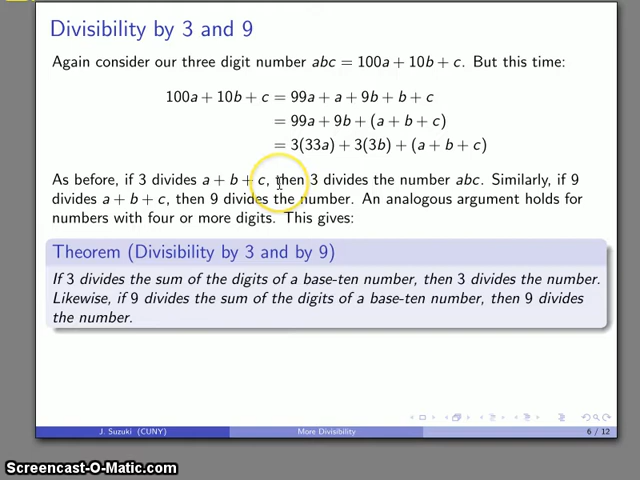 Divisibility by 3 and 9
Again consider our three digit number abc = 100a + 10b + c. But this time:
100a + 10b + c = 99a + a + 9b + b + c
= 99a + 9b + (a + b + c)
= 3(33a) + 3(3b) + (a + b + c)
As before, if 3 divides a + b + c, then 3 divides the number abc. Similarly, if 9
divides a + b + c, then 9 divides the number. An analogous argument holds for
numbers with four or more digits. This gives:
Theorem (Divisibility by 3 and by 9)
If 3 divides the sum of the digits of a base-ten number, then 3 divides the number.
Likewise, if 9 divides the sum of the digits of a base-ten number, then 9 divides
the number.
J. Suzuki (CUNY) More Divisibility 6 / 12
Screencast-O-Matic.com